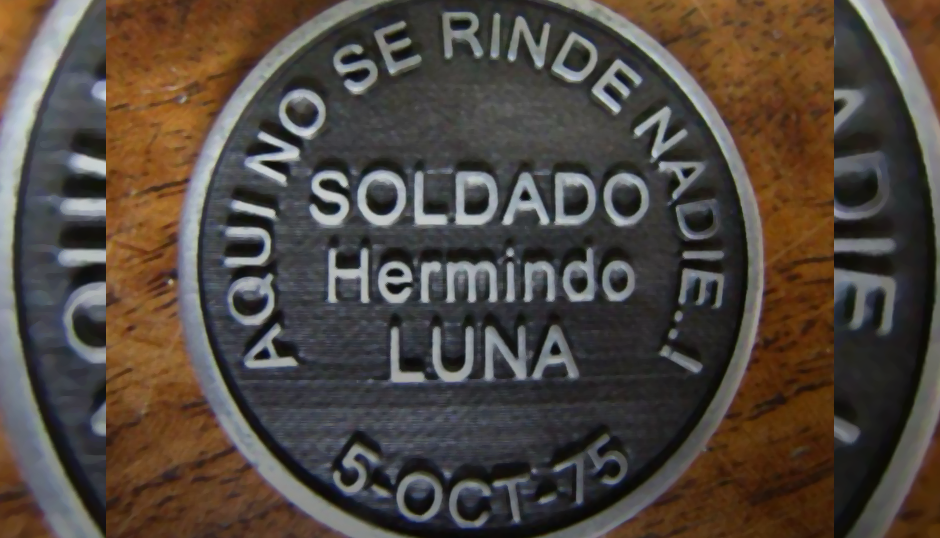 AQUI NO SE RINDE NADIE...!
SOLDADO
Hermindo
LUNA
5-OCT-75